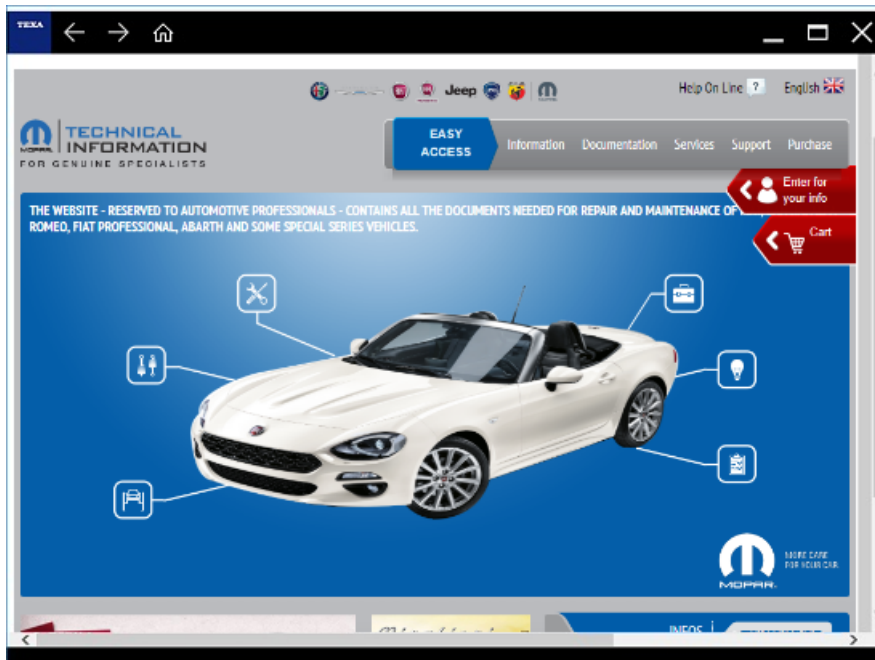 TEXA
Jeep
Help On Line ?
English
MOPAR
TECHNICAL
INFORMATION
FOR GENUINE SPECIALISTS
EASY
ACCESS
Information
Documentation
Services
Support
Purchase
Enter for
your info
Cart
THE WEBSITE - RESERVED TO AUTOMOTIVE PROFESSIONALS - CONTAINS ALL THE DOCUMENTS NEEDED FOR REPAIR AND MAINTENANCE OF
ROMEO, FIAT PROFESSIONAL, ABARTH AND SOME SPECIAL SERIES VEHICLES.
MOPAR.
MORE CARE
FOR YOUR CAR.
INFOS